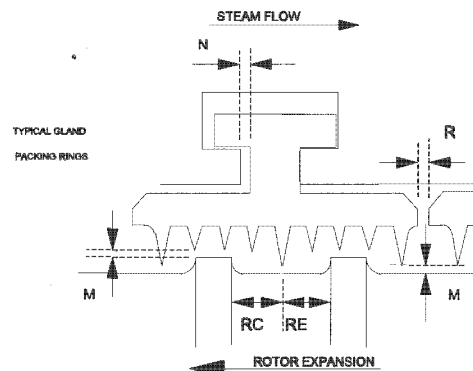 STEAM FLOW
N
TYPICAL GLAND
PACKING RINGS
R
M
M
RC
RE
ROTOR EXPANSION